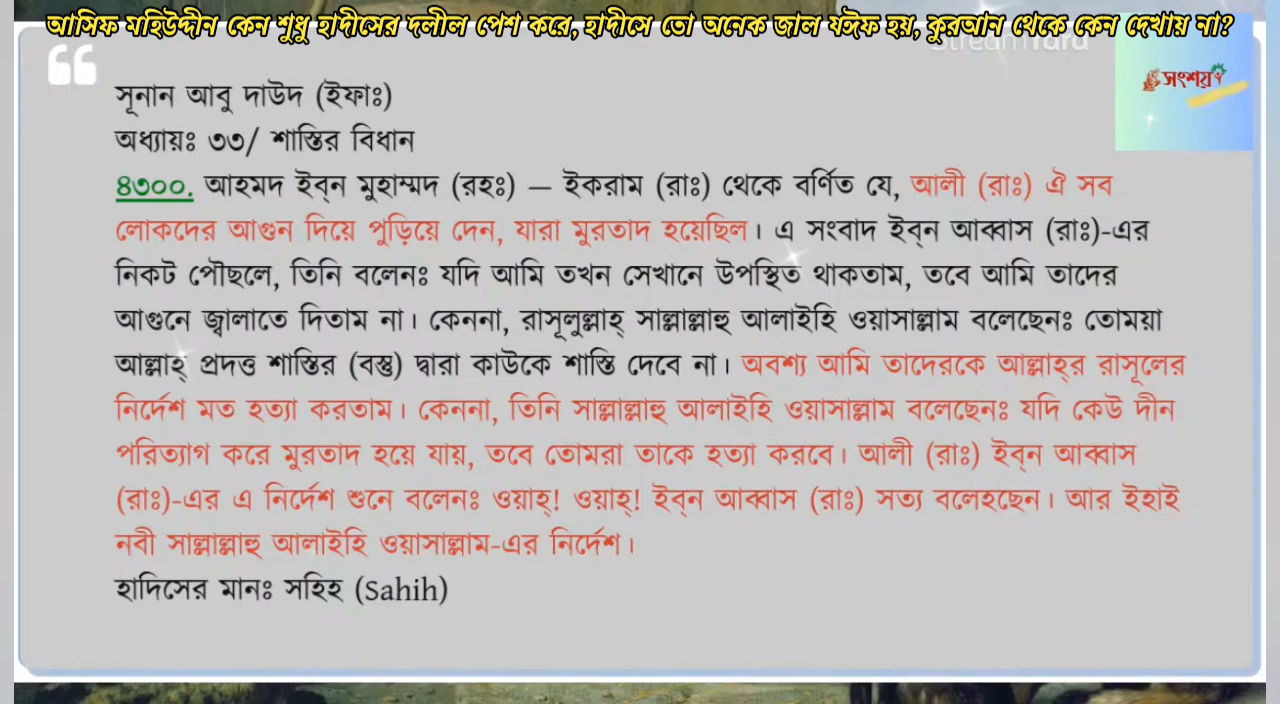 আসিফ মহিউদ্দীন কেন শুধু হাদীসের দলীল পেশ করে, হাদীসে তো অনেক জাল যঈফ হয়, কুরআন থেকে কেন দেখায় না?
StreamYard
সংশয়
সূনান আবু দাউদ (ইফাঃ)
অধ্যায়ঃ ৩৩/ শাস্তির বিধান
৪৩০০. আহমদ ইব্‌ন মুহাম্মদ (রহঃ) — ইকরাম (রাঃ) থেকে বর্ণিত যে, আলী (রাঃ) ঐ সব
লোকদের আগুন দিয়ে পুড়িয়ে দেন, যারা মুরতাদ হয়েছিল। এ সংবাদ ইব্‌ন আব্বাস (রাঃ)-এর
নিকট পৌছলে, তিনি বলেনঃ যদি আমি তখন সেখানে উপস্থিত থাকতাম, তবে আমি তাদের
আগুনে জ্বালাতে দিতাম না। কেননা, রাসূলুল্লাহ্‌ সাল্লাল্লাহু আলাইহি ওয়াসাল্লাম বলেছেনঃ তোময়া
আল্লাহ্‌ প্রদত্ত শাস্তির (বস্তু) দ্বারা কাউকে শাস্তি দেবে না। অবশ্য আমি তাদেরকে আল্লাহ্‌র রাসূলের
নির্দেশ মত হত্যা করতাম। কেননা, তিনি সাল্লাল্লাহু আলাইহি ওয়াসাল্লাম বলেছেনঃ যদি কেউ দীন
পরিত্যাগ করে মুরতাদ হয়ে যায়, তবে তোমরা তাকে হত্যা করবে। আলী (রাঃ) ইব্‌ন আব্বাস
(রাঃ)-এর এ নির্দেশ শুনে বলেনঃ ওয়াহ্‌! ওয়াহ্‌! ইব্‌ন আব্বাস (রাঃ) সত্য বলেহছেন। আর ইহাই
নবী সাল্লাল্লাহু আলাইহি ওয়াসাল্লাম-এর নির্দেশ।
হাদিসের মানঃ সহিহ (Sahih)